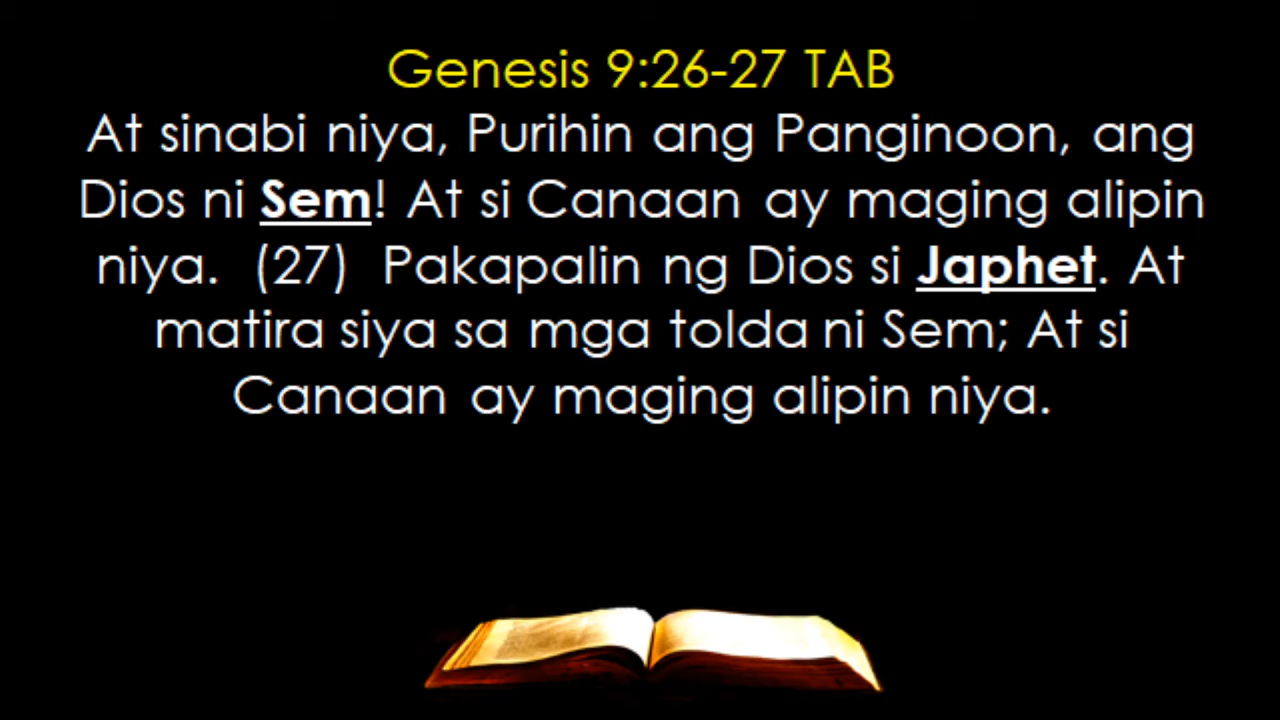 Genesis 9:26-27 TAB
At sinabi niya, Purihin ang Panginoon, ang
Dios ni Sem! At si Canaan ay maging alipin
niya. (27) Pakapalin ng Dios si Japhet. At
matira siya sa mga tolda ni Sem; At si
Canaan ay maging alipin niya.